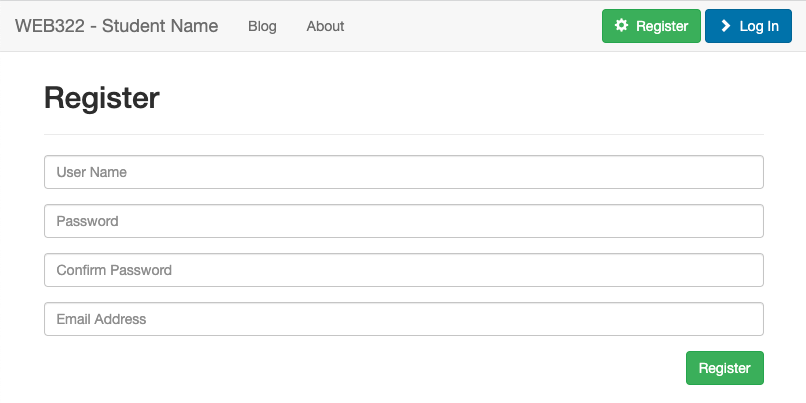 WEB322 - Student Name Blog About Register Log In
Register
User Name
Password
Confirm Password
Email Address
Register